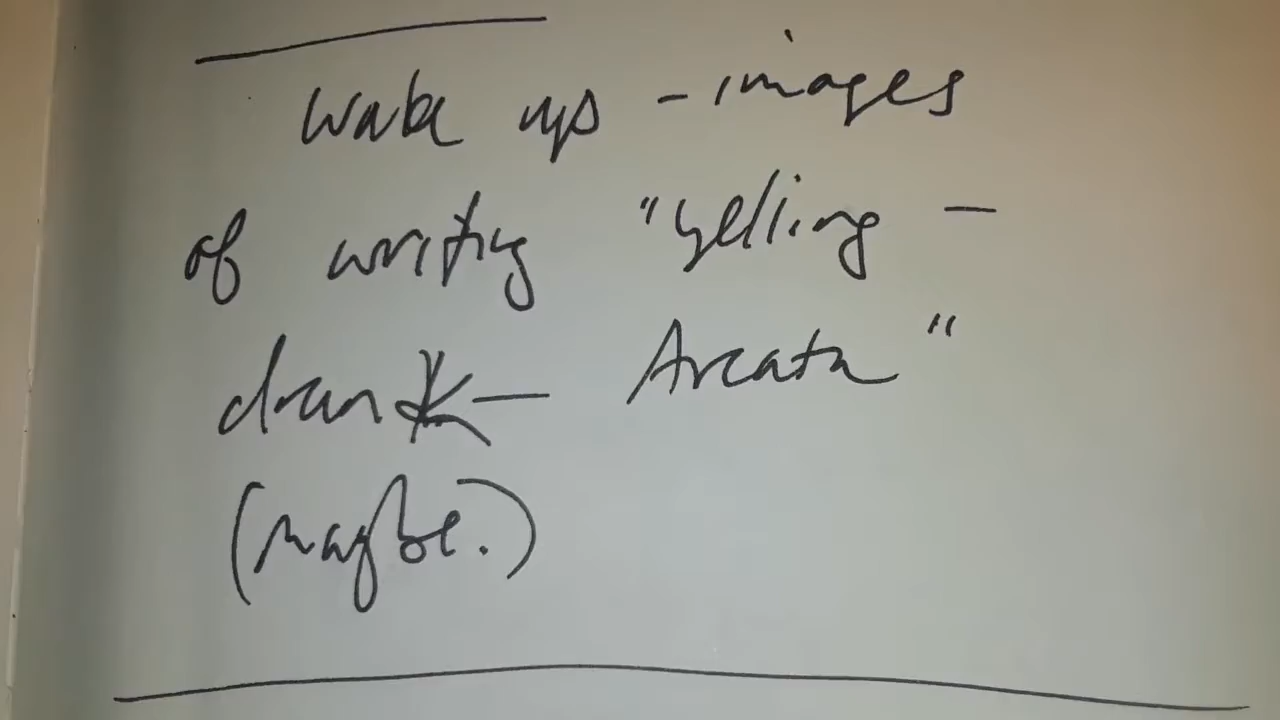 wake up - images
of writing "yelling -
drunk - Arcata"
(maybe.)